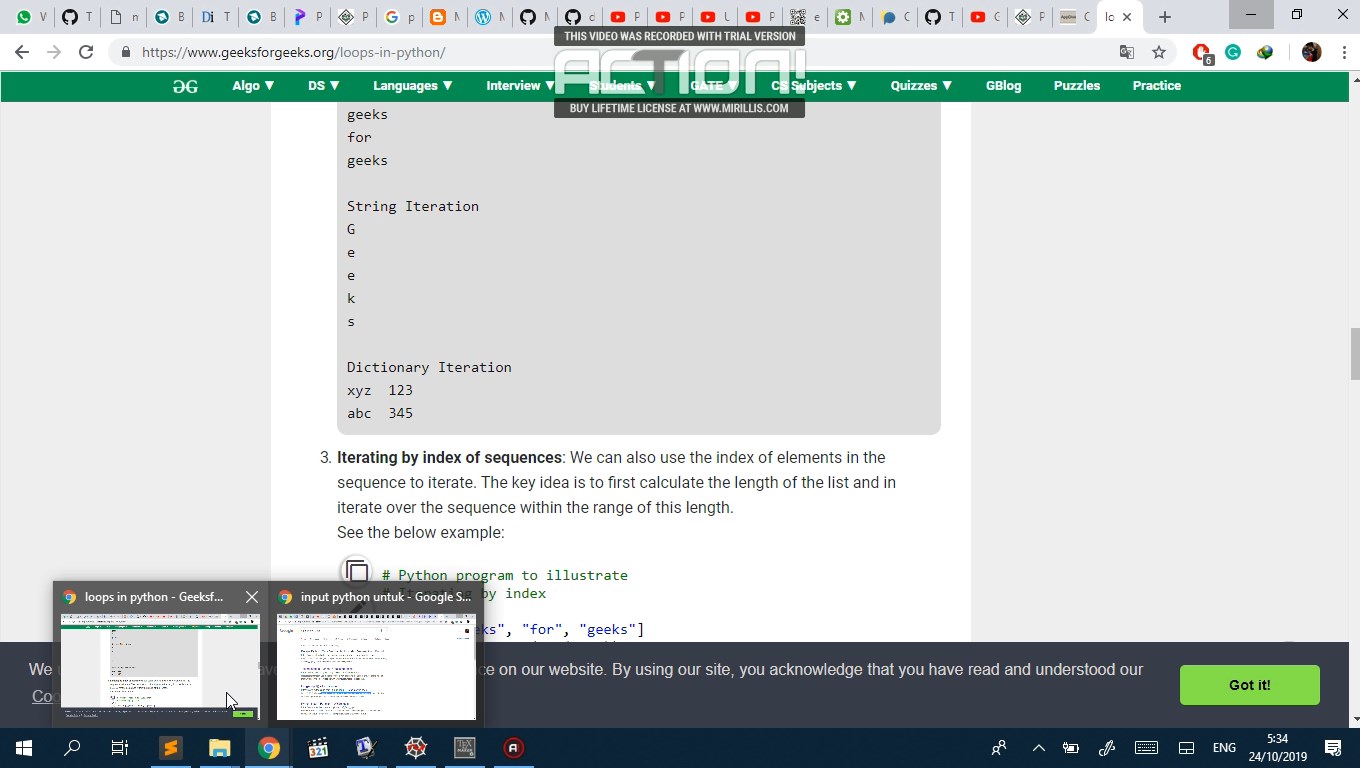 THIS VIDEO WAS RECORDED WITH TRIAL VERSION
ACTION!
BUY LIFETIME LICENSE AT WWW.MIRILLIS.COM
https://www.geeksforgeeks.org/loops-in-python/
6
Algo ▼ DS ▼ Languages ▼ Interview ▼ Students ▼ GATE ▼ CS Subjects ▼ Quizzes ▼ GBlog Puzzles Practice
geeks
for
geeks
String Iteration
G
e
e
k
s
Dictionary Iteration
xyz 123
abc 345
3. Iterating by index of sequences: We can also use the index of elements in the
sequence to iterate. The key idea is to first calculate the length of the list and in
iterate over the sequence within the range of this length.
See the below example:
# Python program to illustrate
by index
"for", "geeks"]
loops in python - Geeksf...
input python untuk - Google S...
We
ce on our website. By using our site, you acknowledge that you have read and understood our
Got it!
321
ENG
5:34
24/10/2019